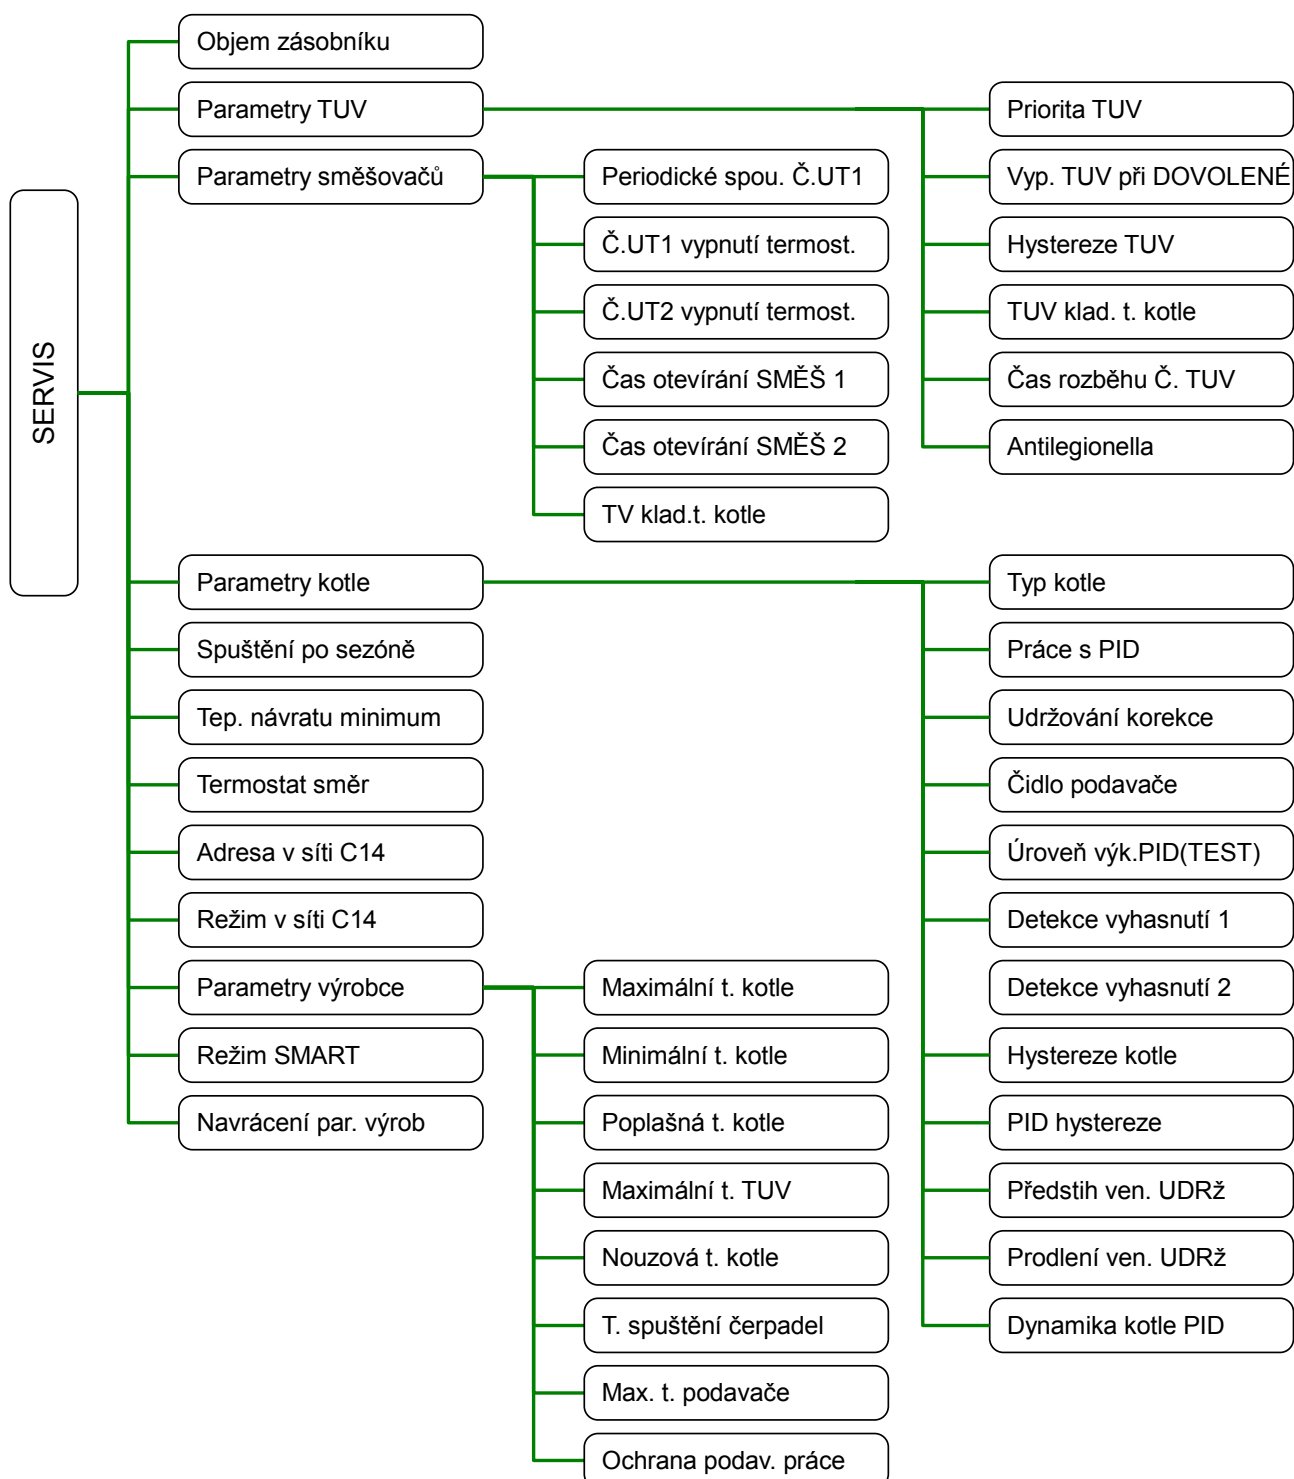 SERVIS
Objem zásobníku
Parametry TUV
Priorita TUV
Vyp. TUV při DOVOLENÉ
Hystereze TUV
TUV klad. t. kotle
Čas rozběhu Č. TUV
Antilegionella
Parametry směšovačů
Periodické spou. Č.UT1
Č.UT1 vypnutí termost.
Č.UT2 vypnutí termost.
Čas otevírání SMĚŠ 1
Čas otevírání SMĚŠ 2
TV klad.t. kotle
Parametry kotle
Typ kotle
Práce s PID
Udržování korekce
Čidlo podavače
Úroveň výk.PID(TEST)
Detekce vyhasnutí 1
Detekce vyhasnutí 2
Hystereze kotle
PID hystereze
Předstih ven. UDRž
Prodlení ven. UDRž
Dynamika kotle PID
Spuštění po sezóně
Tep. návratu minimum
Termostat směr
Adresa v síti C14
Režim v síti C14
Parametry výrobce
Maximální t. kotle
Minimální t. kotle
Poplašná t. kotle
Maximální t. TUV
Nouzová t. kotle
T. spuštění čerpadel
Max. t. podavače
Ochrana podav. práce
Režim SMART
Navrácení par. výrob